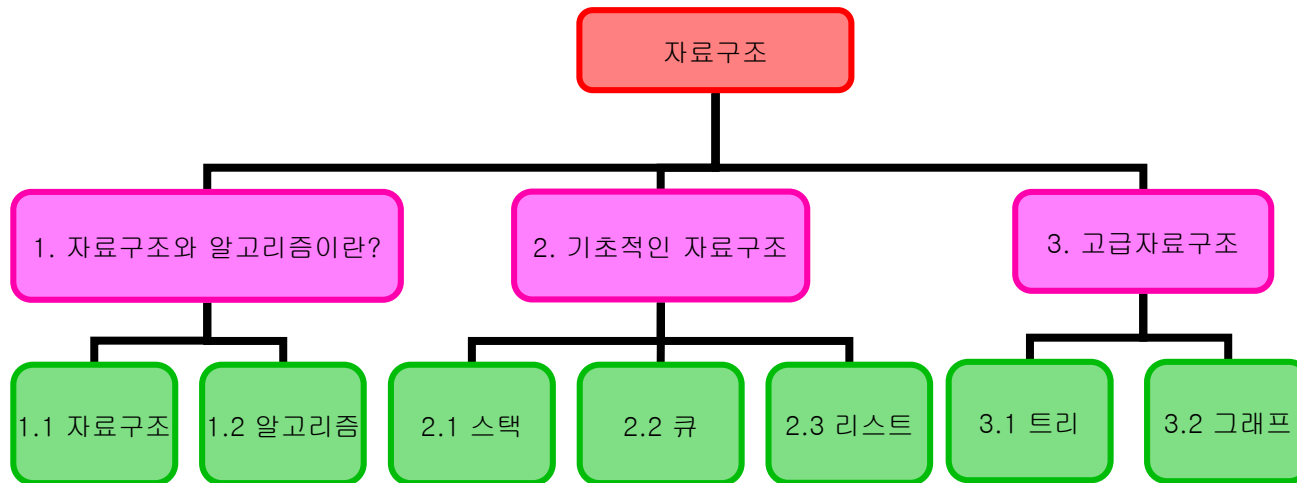 자료구조
1. 자료구조와 알고리즘이란?
2. 기초적인 자료구조
3. 고급자료구조
1.1 자료구조
1.2 알고리즘
2.1 스택
2.2 큐
2.3 리스트
3.1 트리
3.2 그래프